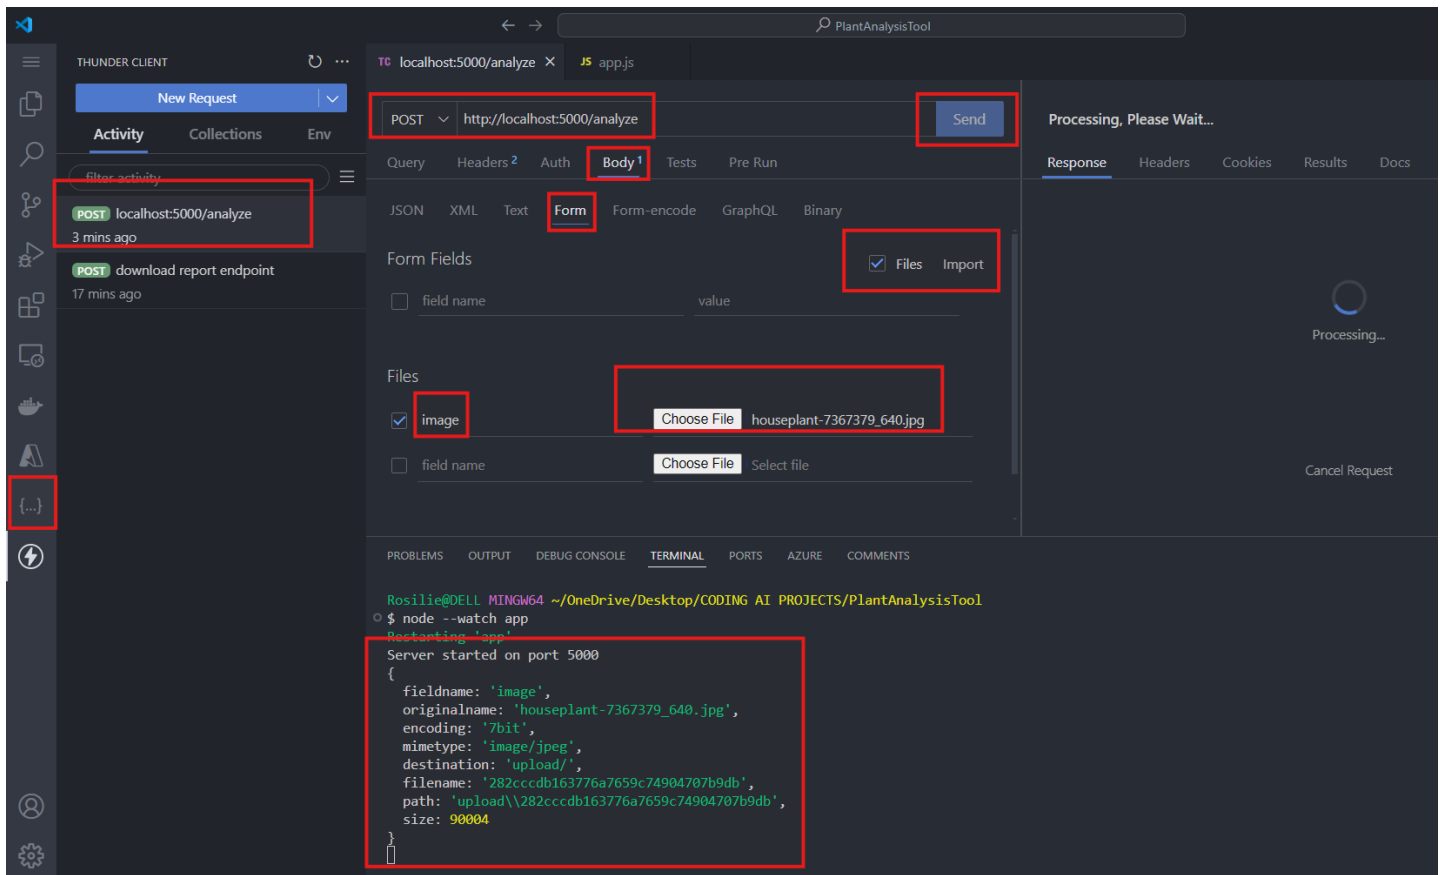 PlantAnalysisTool
THUNDER CLIENT
TC localhost:5000/analyze
JS app.js
New Request
Activity Collections Env
filter activity
POST localhost:5000/analyze
3 mins ago
POST download report endpoint
17 mins ago
POST http://localhost:5000/analyze Send
Query Headers 2 Auth Body 1 Tests Pre Run
JSON XML Text Form Form-encode GraphQL Binary
Form Fields
Files Import
field name value
Files
image Choose File houseplant-7367379_640.jpg
field name Choose File Select file
Processing, Please Wait...
Response Headers Cookies Results Docs
Processing...
Cancel Request
{...}
PROBLEMS OUTPUT DEBUG CONSOLE TERMINAL PORTS AZURE COMMENTS
Rosilie@DELL MINGW64 ~/OneDrive/Desktop/CODING AI PROJECTS/PlantAnalysisTool
$ node --watch app
Restarting 'app'
Server started on port 5000
{
fieldname: 'image',
originalname: 'houseplant-7367379_640.jpg',
encoding: '7bit',
mimetype: 'image/jpeg',
destination: 'upload/',
filename: '282cccdb163776a7659c74904707b9db',
path: 'upload\\282cccdb163776a7659c74904707b9db',
size: 90004
}